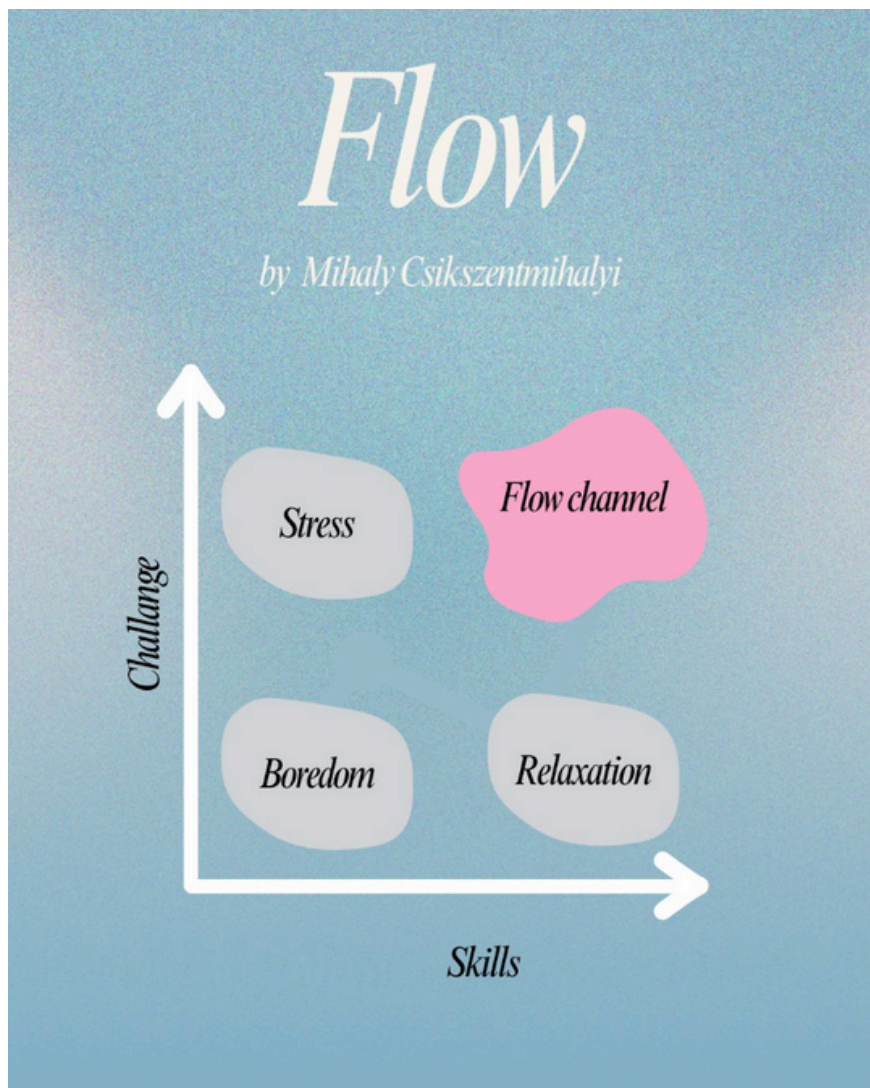 Flow
by Mihaly Csikszentmihalyi
Stress
Flow channel
Challange
Boredom
Relaxation
Skills